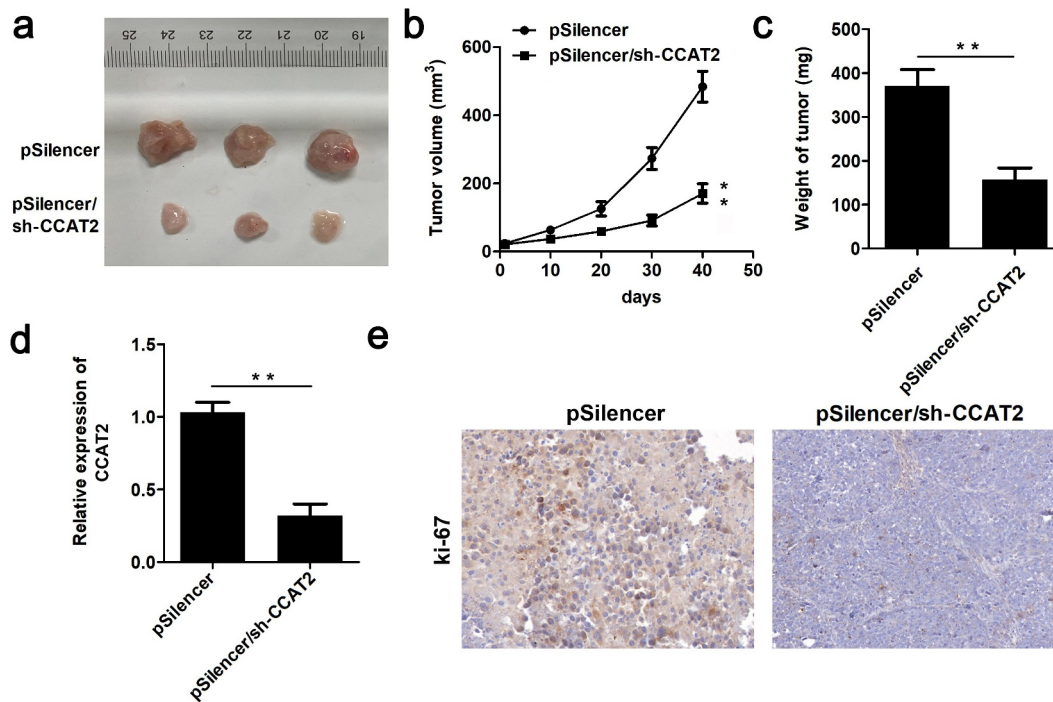 a
25 24 23 22 21 20 19
pSilencer
pSilencer/
sh-CCAT2
b
pSilencer
pSilencer/sh-CCAT2
Tumor volume (mm³)
600
400
200
0
0 10 20 30 40 50
days
*
*
c
Weight of tumor (mg)
500
400
300
200
100
0
* *
pSilencer
pSilencer/sh-CCAT2
d
Relative expression of
CCAT2
1.5
1.0
0.5
0.0
* *
pSilencer
pSilencer/sh-CCAT2
e
pSilencer
pSilencer/sh-CCAT2
ki-67